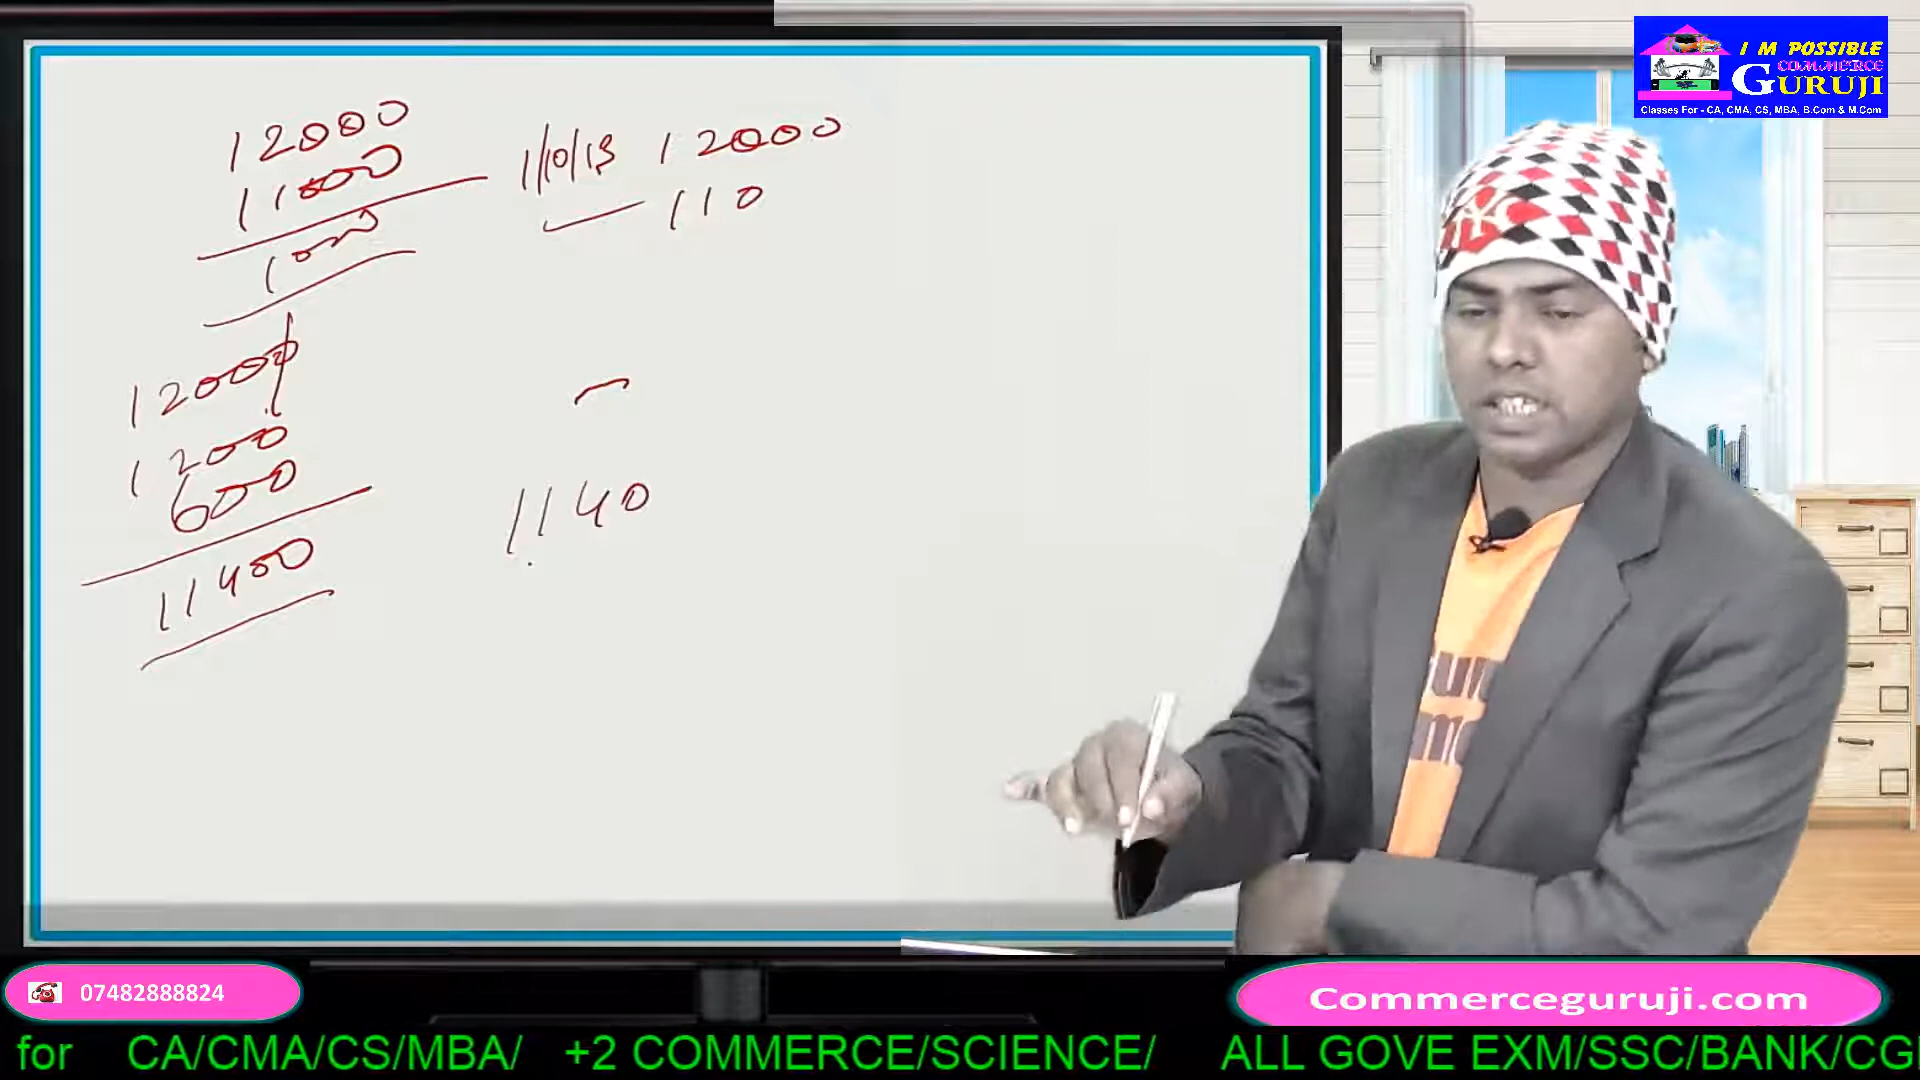 12000
11000
1000
1/10/13 12000
110
12000
1200
600
11400
1140
I M POSSIBLE
COMMERCE
GURUJI
Classes For - CA, CMA, CS, MBA, B.Com & M.Com
07482888824
Commerceguruji.com
for CA/CMA/CS/MBA/ +2 COMMERCE/SCIENCE/ ALL GOVE EXM/SSC/BANK/CG